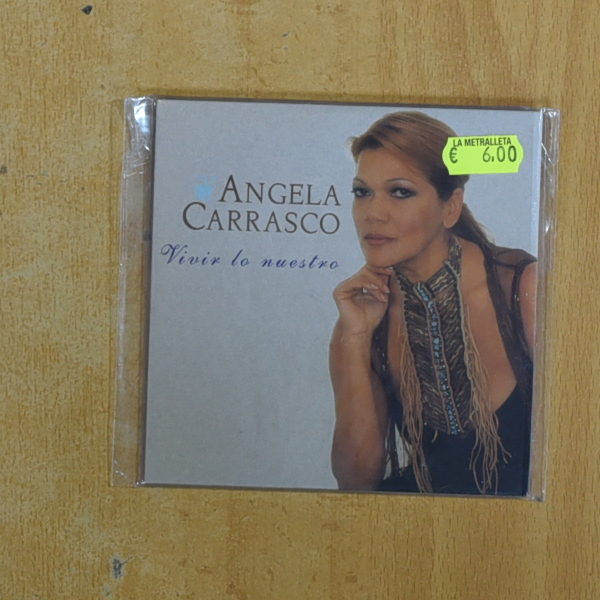 LA METRALLETA
€ 6,00
ANGELA
CARRASCO
Vivir lo nuestro